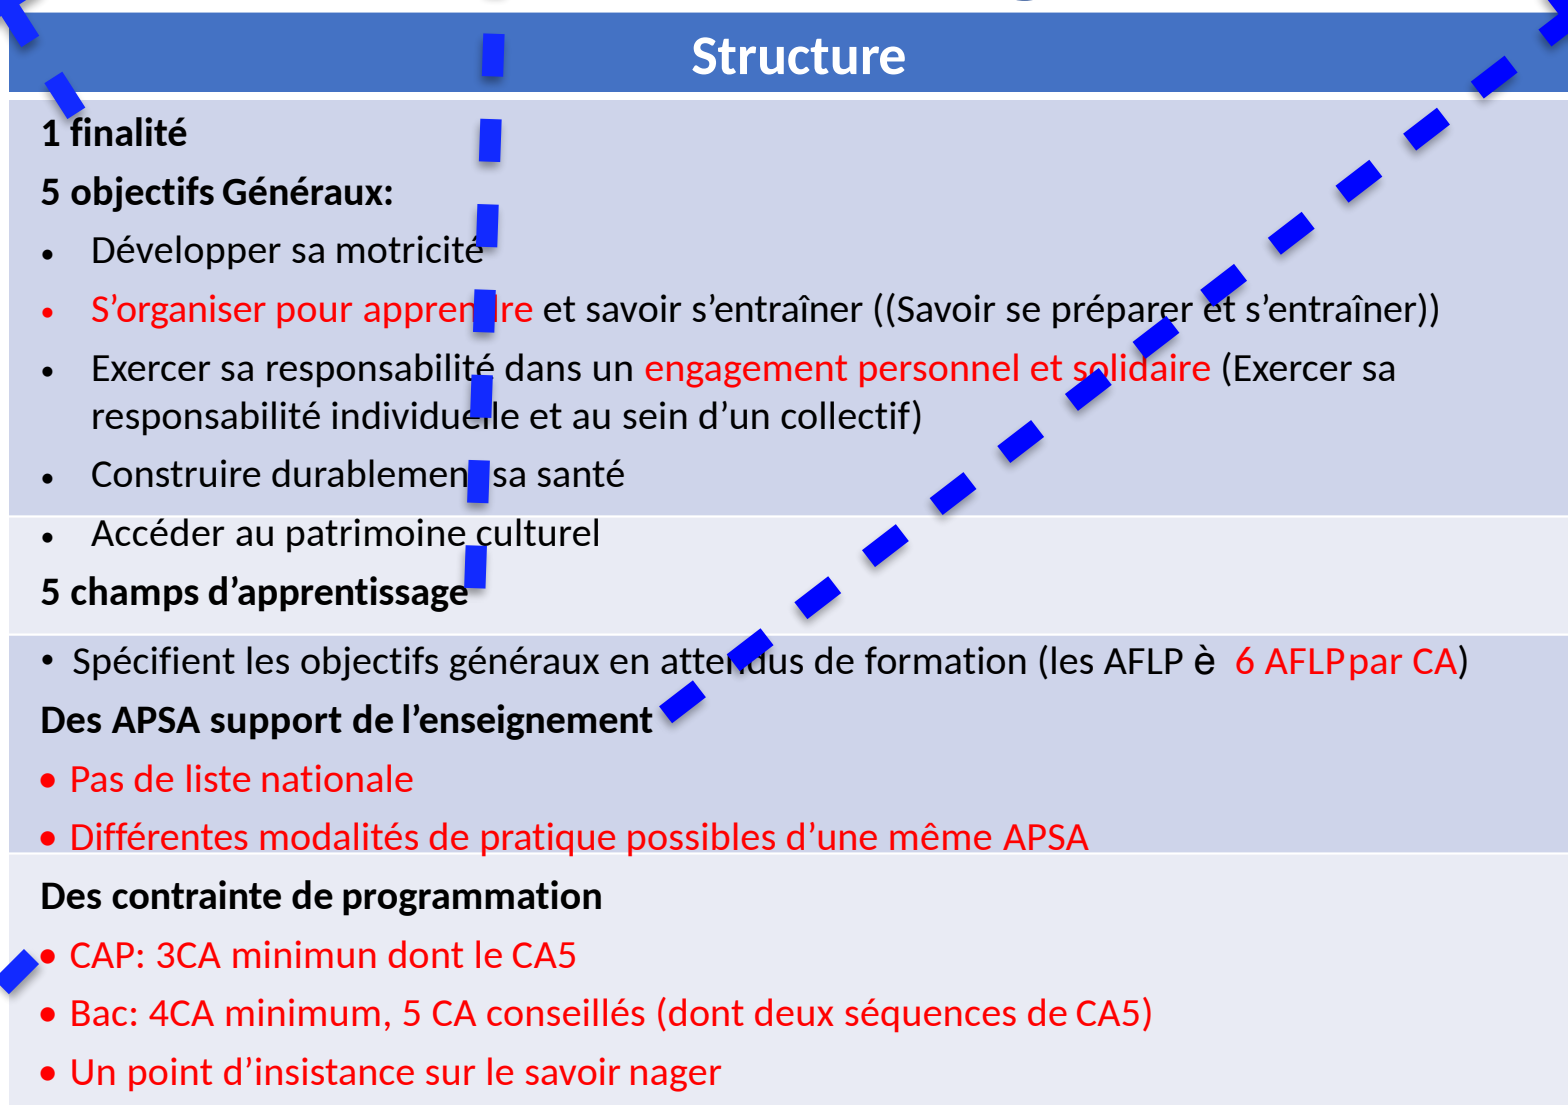 Structure
1 finalité
5 objectifs Généraux:
• Développer sa motricité
• S’organiser pour apprendre et savoir s’entraîner ((Savoir se préparer et s’entraîner))
• Exercer sa responsabilité dans un engagement personnel et solidaire (Exercer sa
responsabilité individuelle et au sein d’un collectif)
• Construire durablement sa santé
• Accéder au patrimoine culturel
5 champs d’apprentissage
• Spécifient les objectifs généraux en attendus de formation (les AFLP è 6 AFLP par CA)
Des APSA support de l’enseignement
• Pas de liste nationale
• Différentes modalités de pratique possibles d’une même APSA
Des contrainte de programmation
• CAP: 3CA minimun dont le CA5
• Bac: 4CA minimum, 5 CA conseillés (dont deux séquences de CA5)
• Un point d’insistance sur le savoir nager